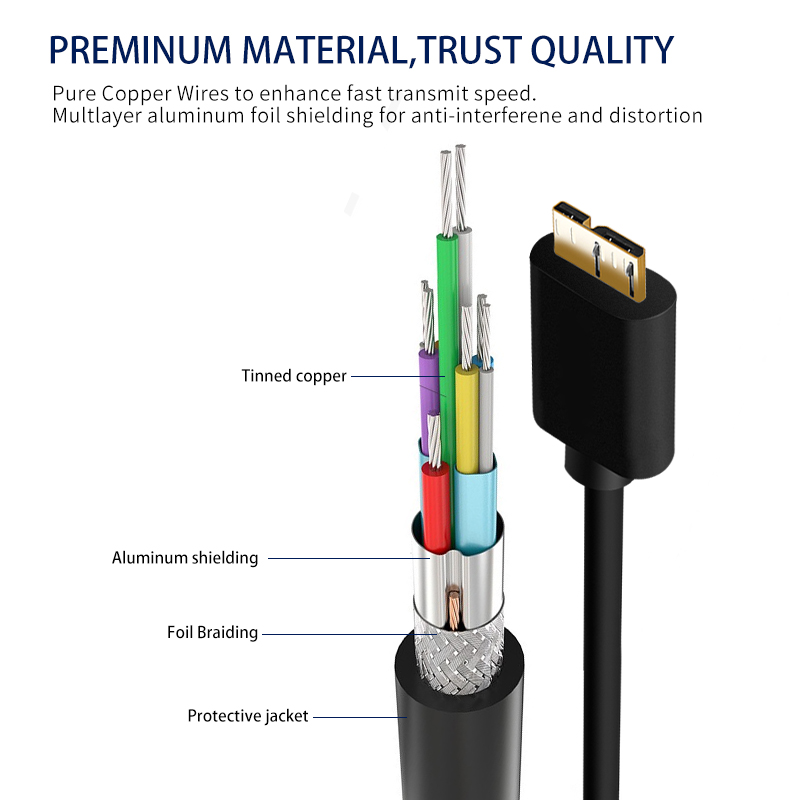 PREMINUM MATERIAL,TRUST QUALITY
Pure Copper Wires to enhance fast transmit speed.
Multlayer aluminum foil shielding for anti-interferene and distortion
Tinned copper
Aluminum shielding
Foil Braiding
Protective jacket